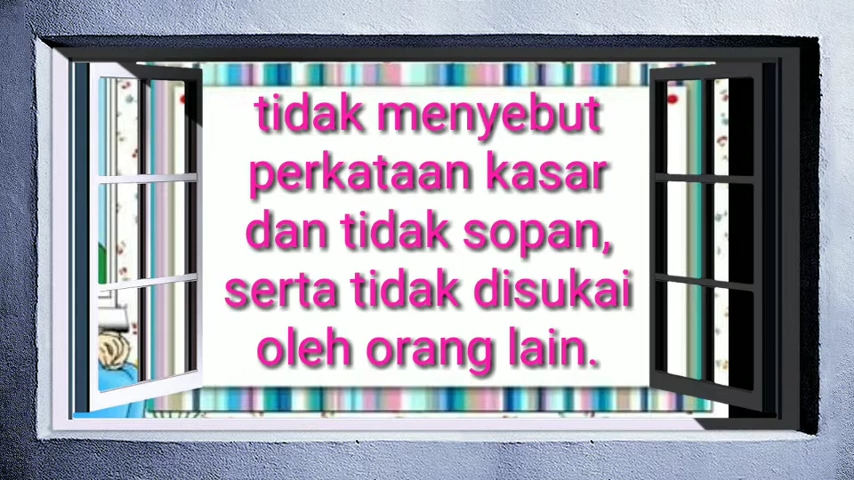 tidak menyebut
perkataan kasar
dan tidak sopan,
serta tidak disukai
oleh orang lain.